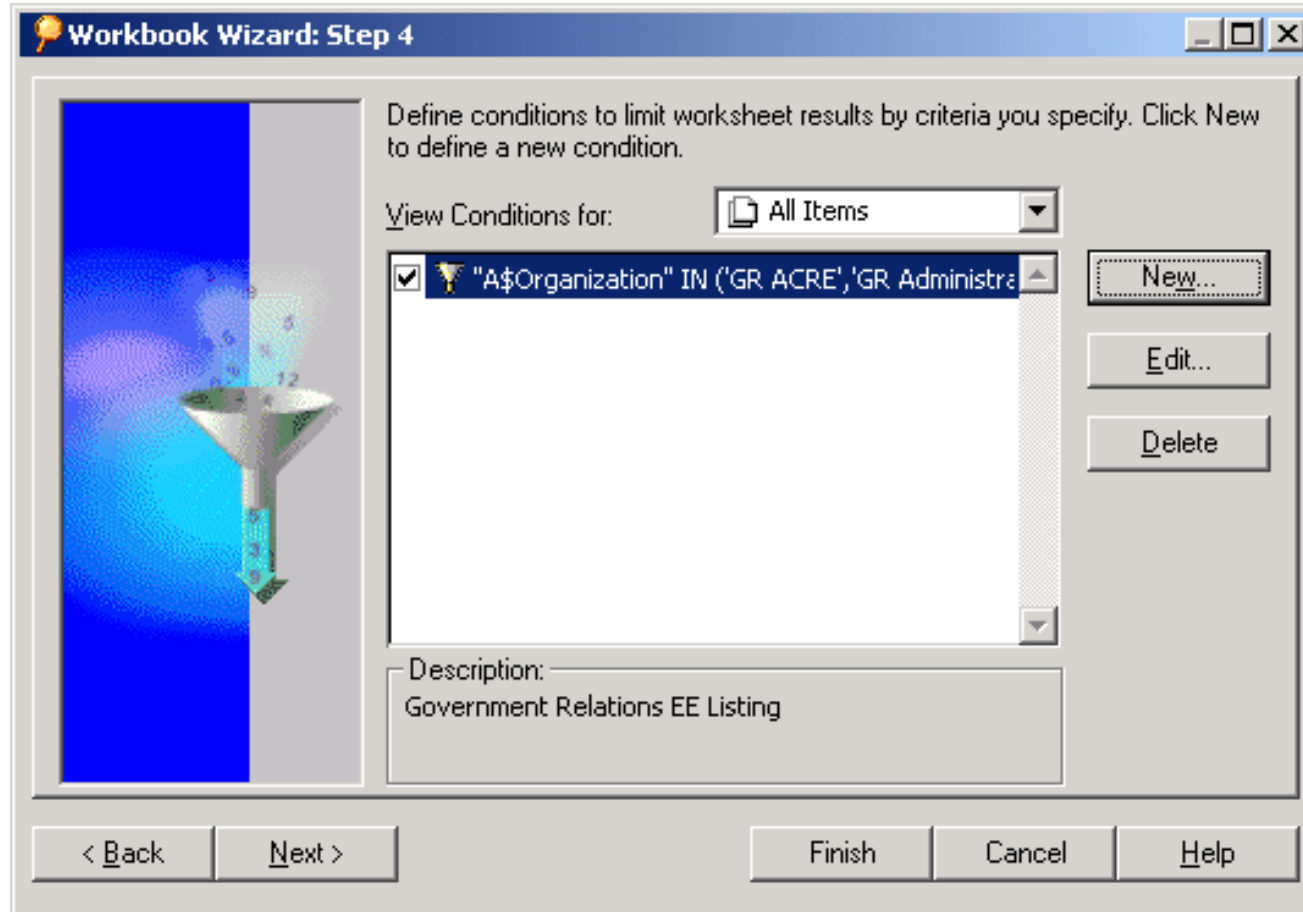 Workbook Wizard: Step 4
Define conditions to limit worksheet results by criteria you specify. Click New
to define a new condition.
View Conditions for:
All Items
"A$Organization" IN ('GR ACRE','GR Administra
New...
Edit...
Delete
Description:
Government Relations EE Listing
< Back
Next >
Finish
Cancel
Help